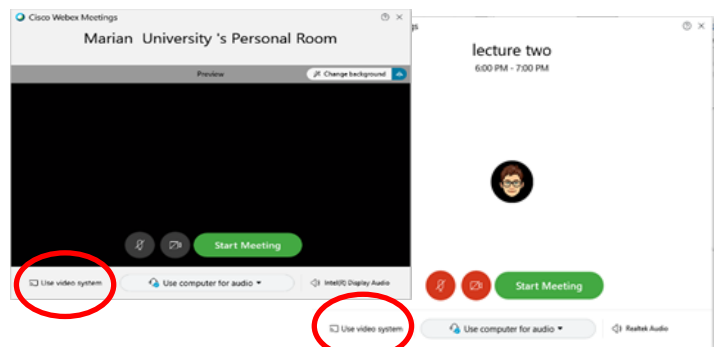 Cisco Webex Meetings
Marian University 's Personal Room
Preview
Change background
Start Meeting
Use video system
Use computer for audio
Intel(R) Display Audio
gs
lecture two
6:00 PM - 7:00 PM
Start Meeting
Use video system
Use computer for audio
Realtek Audio